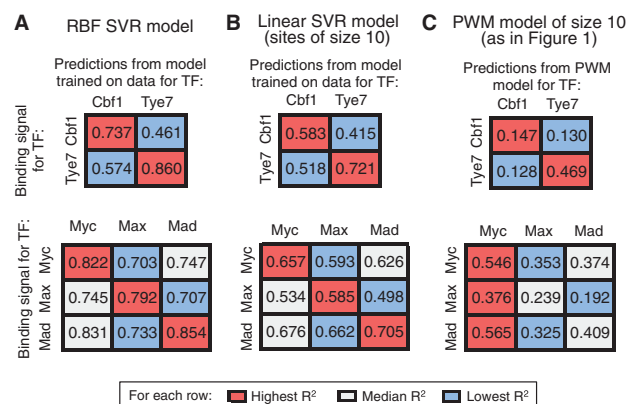 A RBF SVR model
Predictions from model
trained on data for TF:
Cbf1 Tye7
Binding signal
for TF:
Cbf1 0.737 0.461
Tye7 0.574 0.860
Myc Max Mad
Binding signal for TF:
Myc 0.822 0.703 0.747
Max 0.745 0.792 0.707
Mad 0.831 0.733 0.854
B Linear SVR model
(sites of size 10)
Predictions from model
trained on data for TF:
Cbf1 Tye7
Cbf1 0.583 0.415
Tye7 0.518 0.721
Myc Max Mad
Myc 0.657 0.593 0.626
Max 0.534 0.585 0.498
Mad 0.676 0.662 0.705
C PWM model of size 10
(as in Figure 1)
Predictions from PWM
model for TF:
Cbf1 Tye7
Cbf1 0.147 0.130
Tye7 0.128 0.469
Myc Max Mad
Myc 0.546 0.353 0.374
Max 0.376 0.239 0.192
Mad 0.565 0.325 0.409
For each row: Highest R² Median R² Lowest R²